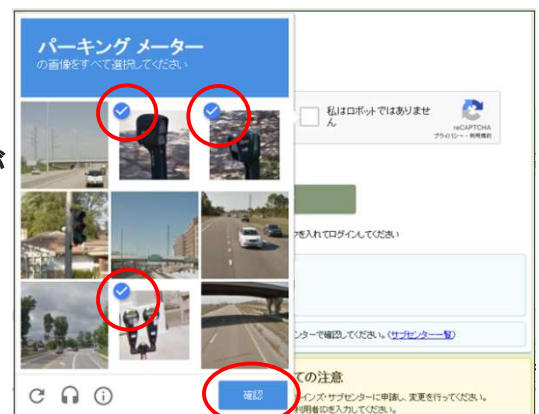 パーキング メーター
の画像をすべて選択してください
私はロボットではありませ
ん
reCAPTCHA
プライバシー - 利用規約
を入れてログインしてください
ンターで確認してください。(サブセンター一覧)
ての注意
インズ・サブセンターに申請し、変更を行ってください。
利用者IDを入力してください。
確認